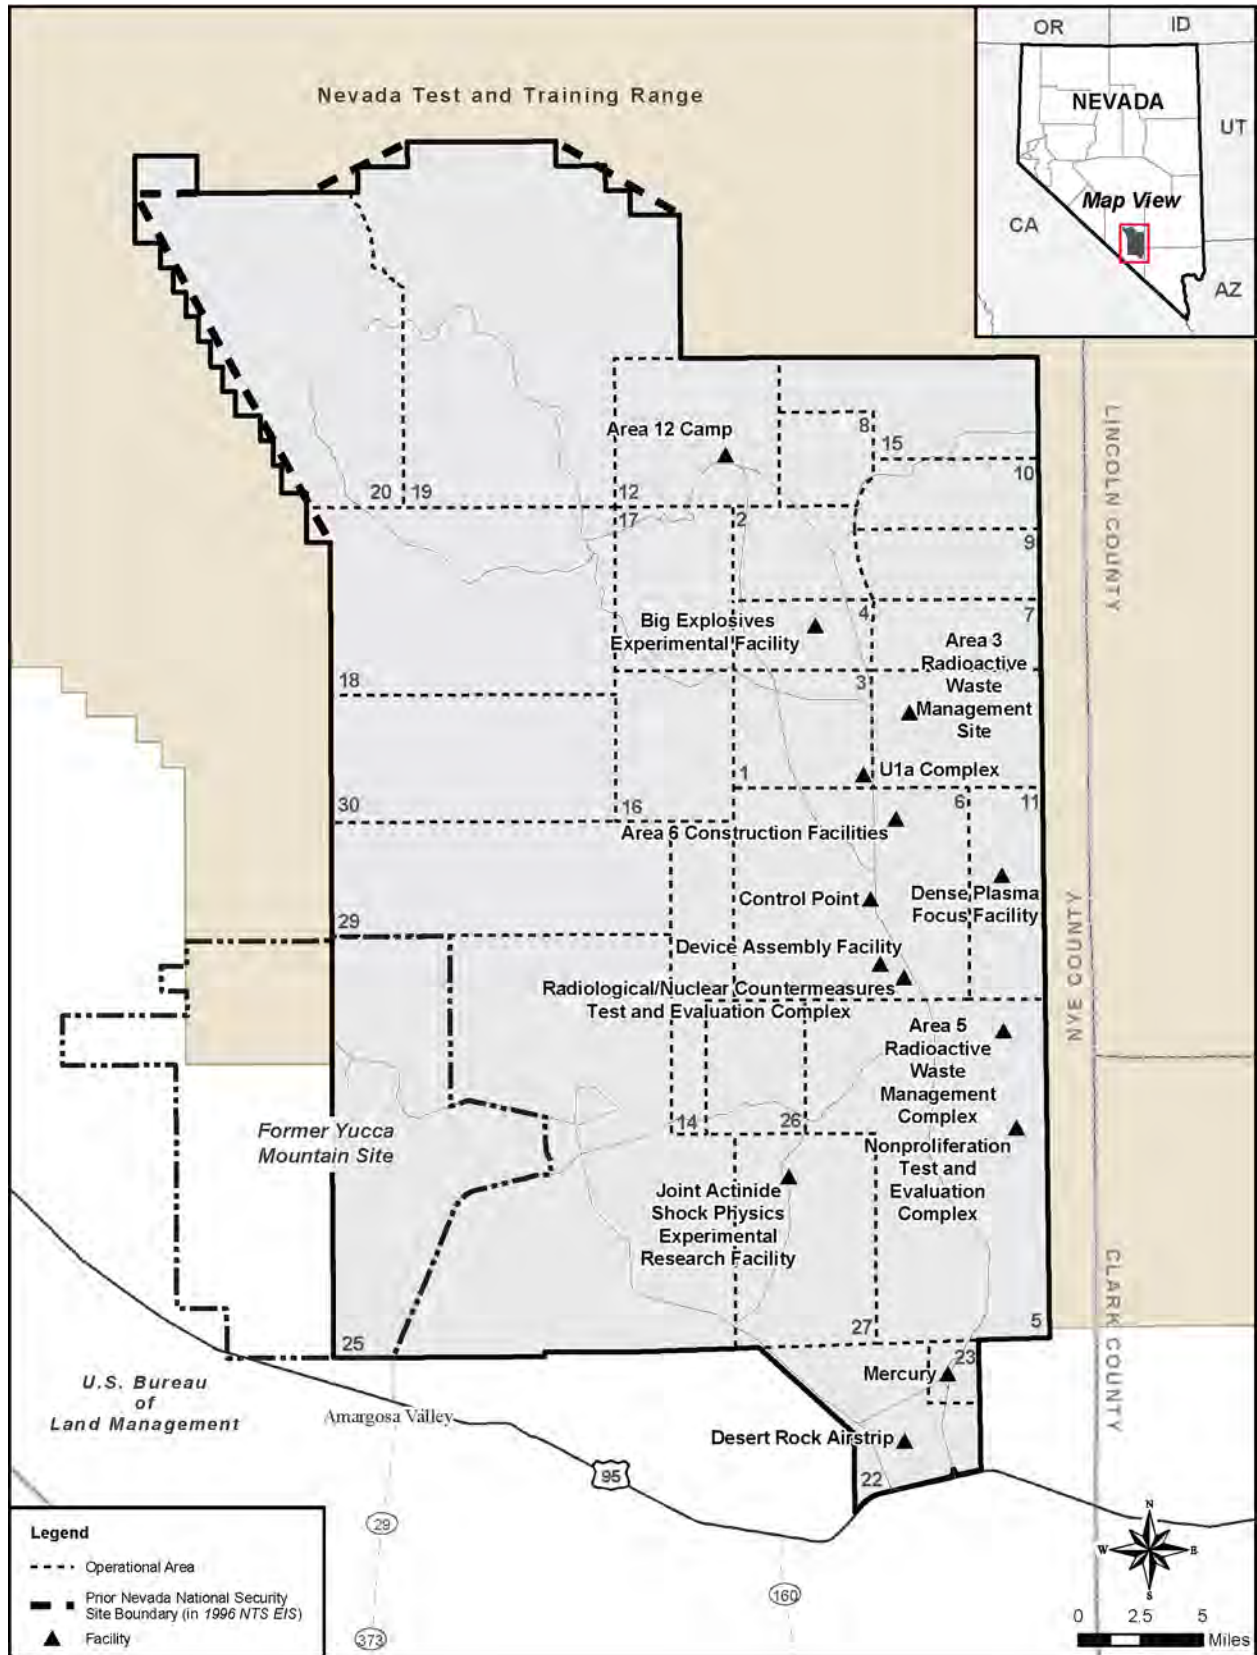 OR
ID
NEVADA
UT
Map View
CA
AZ
Nevada Test and Training Range
LINCOLN COUNTY
Area 12 Camp
8
15
10
20
19
12
17
2
9
4
7
Big Explosives
Experimental Facility
Area 3
Radioactive
Waste
Management
Site
18
3
1
U1a Complex
30
16
6
11
Area 6 Construction Facilities
Control Point
Dense Plasma
Focus Facility
NYE COUNTY
29
Device Assembly Facility
Radiological/Nuclear Countermeasures
Test and Evaluation Complex
Area 5
Radioactive
Waste
Management
Complex
14
26
Former Yucca
Mountain Site
Nonproliferation
Test and
Evaluation
Complex
Joint Actinide
Shock Physics
Experimental
Research Facility
CLARK COUNTY
25
27
5
23
Mercury
U.S. Bureau
of
Land Management
Amargosa Valley
Desert Rock Airstrip
22
95
29
160
373
Legend
Operational Area
Prior Nevada National Security
Site Boundary (in 1996 NTS EIS)
Facility
N
W
E
S
0 2.5 5
Miles